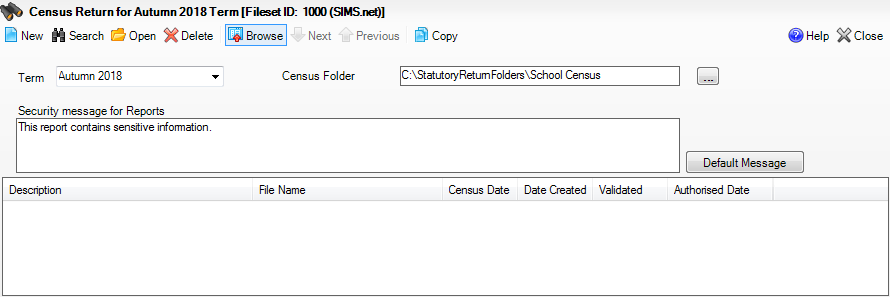 Census Return for Autumn 2018 Term [Fileset ID: 1000 (SIMS.net)]
New Search Open Delete Browse Next Previous Copy Help Close
Term Autumn 2018 Census Folder C:\StatutoryReturnFolders\School Census ...
Security message for Reports
This report contains sensitive information.
Default Message
Description File Name Census Date Date Created Validated Authorised Date